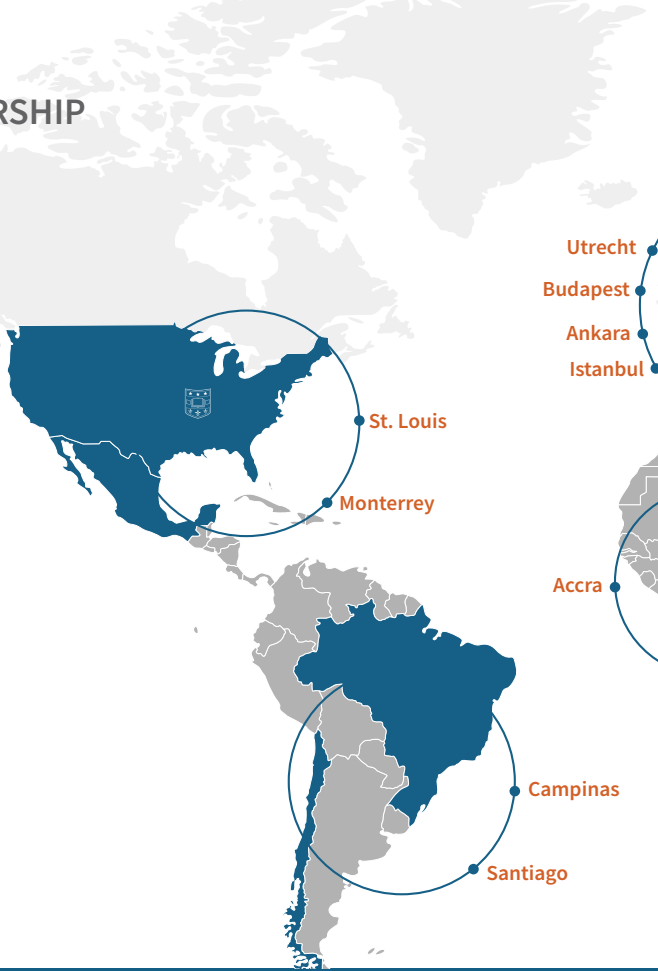 RSHIP
Utrecht
Budapest
Ankara
Istanbul
St. Louis
Monterrey
Accra
Campinas
Santiago